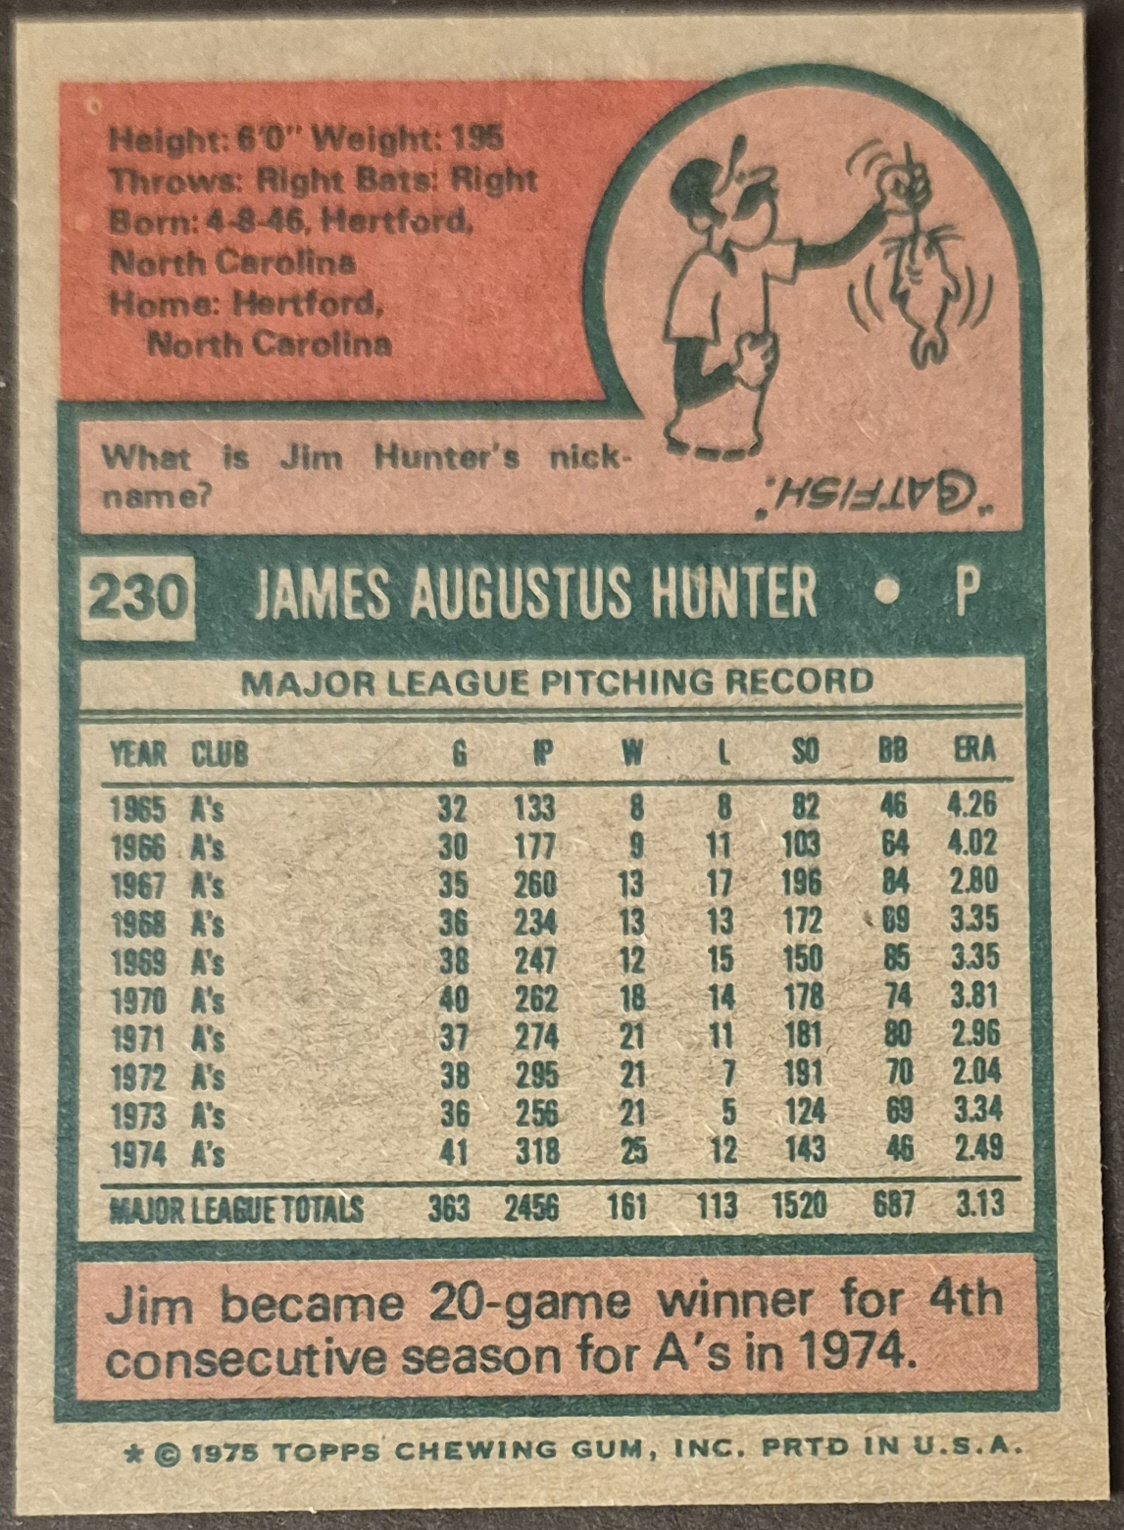 Height: 6'0" Weight: 195
Throws: Right Bats: Right
Born: 4-8-46, Hertford,
North Carolina
Home: Hertford,
North Carolina
What is Jim Hunter's nick-
name?
"CATFISH".
230 JAMES AUGUSTUS HUNTER • P
MAJOR LEAGUE PITCHING RECORD
YEAR CLUB G IP W L SO BB ERA
1965 A's 32 133 8 8 82 46 4.26
1966 A's 30 177 9 11 103 64 4.02
1967 A's 35 260 13 17 196 84 2.80
1968 A's 36 234 13 13 172 69 3.35
1969 A's 38 247 12 15 150 85 3.35
1970 A's 40 262 18 14 178 74 3.81
1971 A's 37 274 21 11 181 80 2.96
1972 A's 38 295 21 7 191 70 2.04
1973 A's 36 256 21 5 124 69 3.34
1974 A's 41 318 25 12 143 46 2.49
MAJOR LEAGUE TOTALS 363 2456 161 113 1520 687 3.13
Jim became 20-game winner for 4th
consecutive season for A's in 1974.
* © 1975 TOPPS CHEWING GUM, INC. PRTD IN U.S.A.